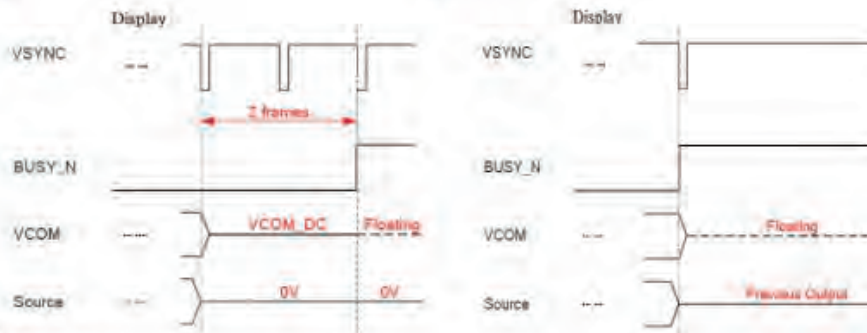 Display
VSYNC
2 frames
BUSY_N
VCOM
VCOM_DC
Floating
Source
0V
0V
Display
VSYNC
BUSY_N
VCOM
Floating
Source
Previous Output